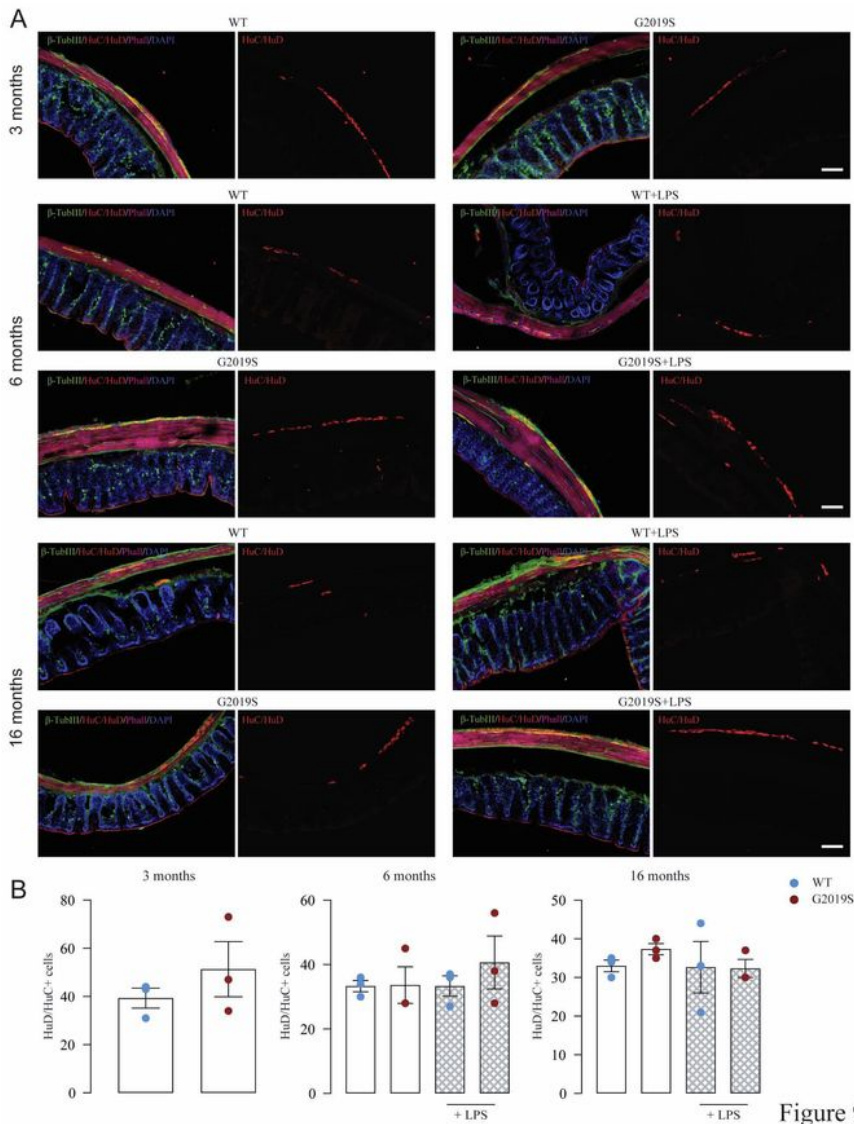 A
WT
G2019S
3 months
β-TubIII/HuC/HuD/Phall/DAPI
HuC/HuD
β-TubIII/HuC/HuD/Phall/DAPI
HuC/HuD
WT
WT+LPS
6 months
β-TubIII/HuC/HuD/Phall/DAPI
HuC/HuD
β-TubIII/HuC/HuD/Phall/DAPI
HuC/HuD
G2019S
G2019S+LPS
β-TubIII/HuC/HuD/Phall/DAPI
HuC/HuD
β-TubIII/HuC/HuD/Phall/DAPI
HuC/HuD
WT
WT+LPS
16 months
β-TubIII/HuC/HuD/Phall/DAPI
HuC/HuD
β-TubIII/HuC/HuD/Phall/DAPI
HuC/HuD
G2019S
G2019S+LPS
β-TubIII/HuC/HuD/Phall/DAPI
HuC/HuD
β-TubIII/HuC/HuD/Phall/DAPI
HuC/HuD
B
3 months
HuD/HuC+ cells
80
60
40
20
0
6 months
HuD/HuC+ cells
60
40
20
0
+ LPS
16 months
HuD/HuC+ cells
50
40
30
20
10
0
+ LPS
WT
G2019S
Figure